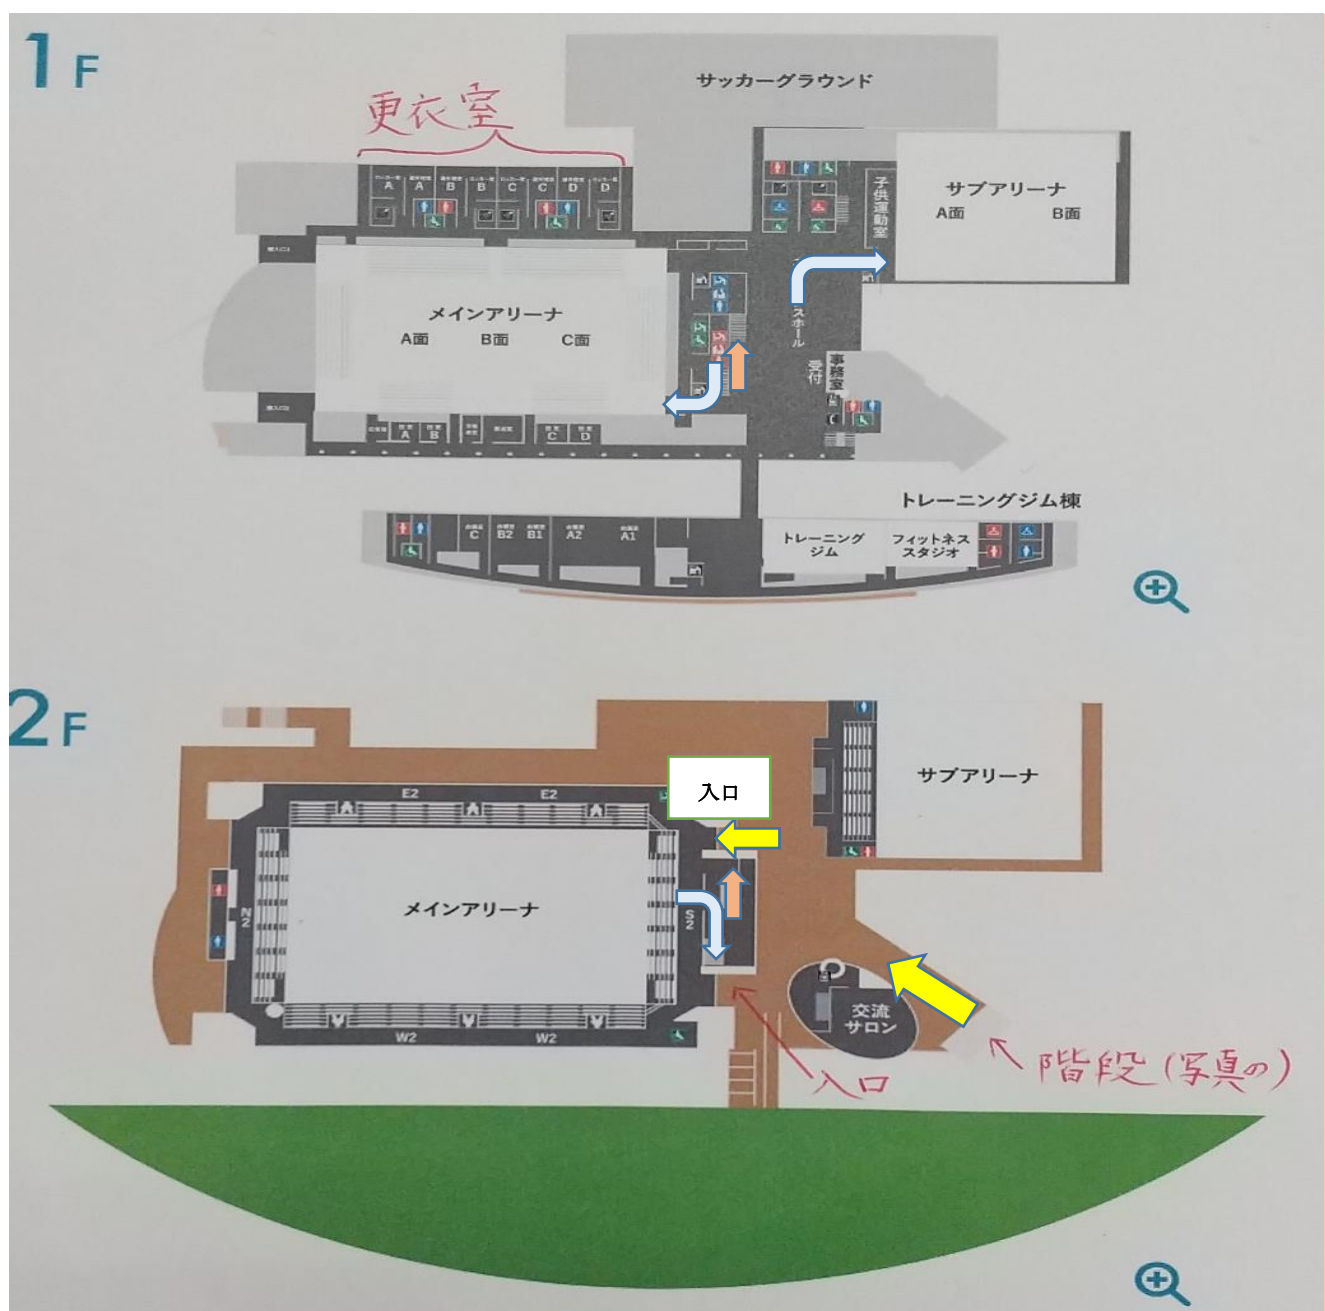 1F
サッカーグラウンド
更衣室
A A B B C C D D
サブアリーナ
A面 B面
子供運動室
メインアリーナ
A面 B面 C面
スホール
受付
事務室
A B C D
トレーニングジム棟
C B2 B1 A2 A1
トレーニング
ジム
フィットネス
スタジオ
2F
入口
E2 E2
サブアリーナ
メインアリーナ
N2
S2
交流
サロン
W2 W2
入口
階段(写真の)